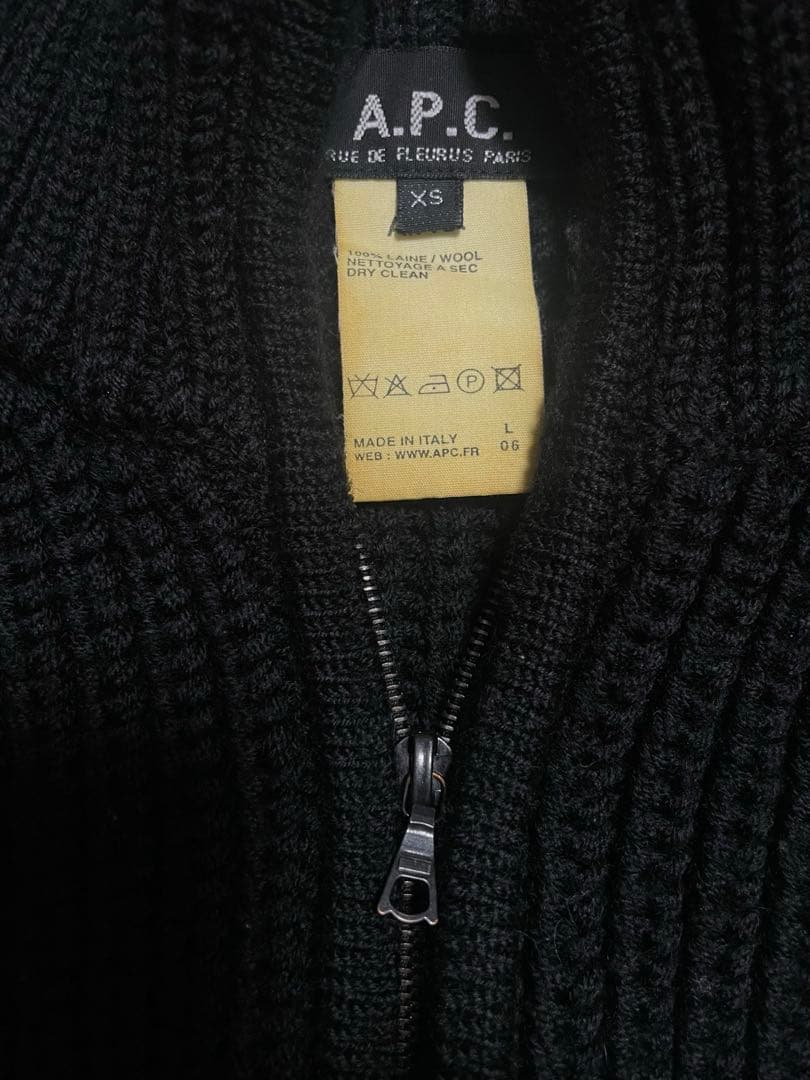 A.P.C.
RUE DE FLEURUS PARIS
XS
100% LAINE / WOOL
NETTOYAGE A SEC
DRY CLEAN
P
MADE IN ITALY L
WEB : WWW.APC.FR 06